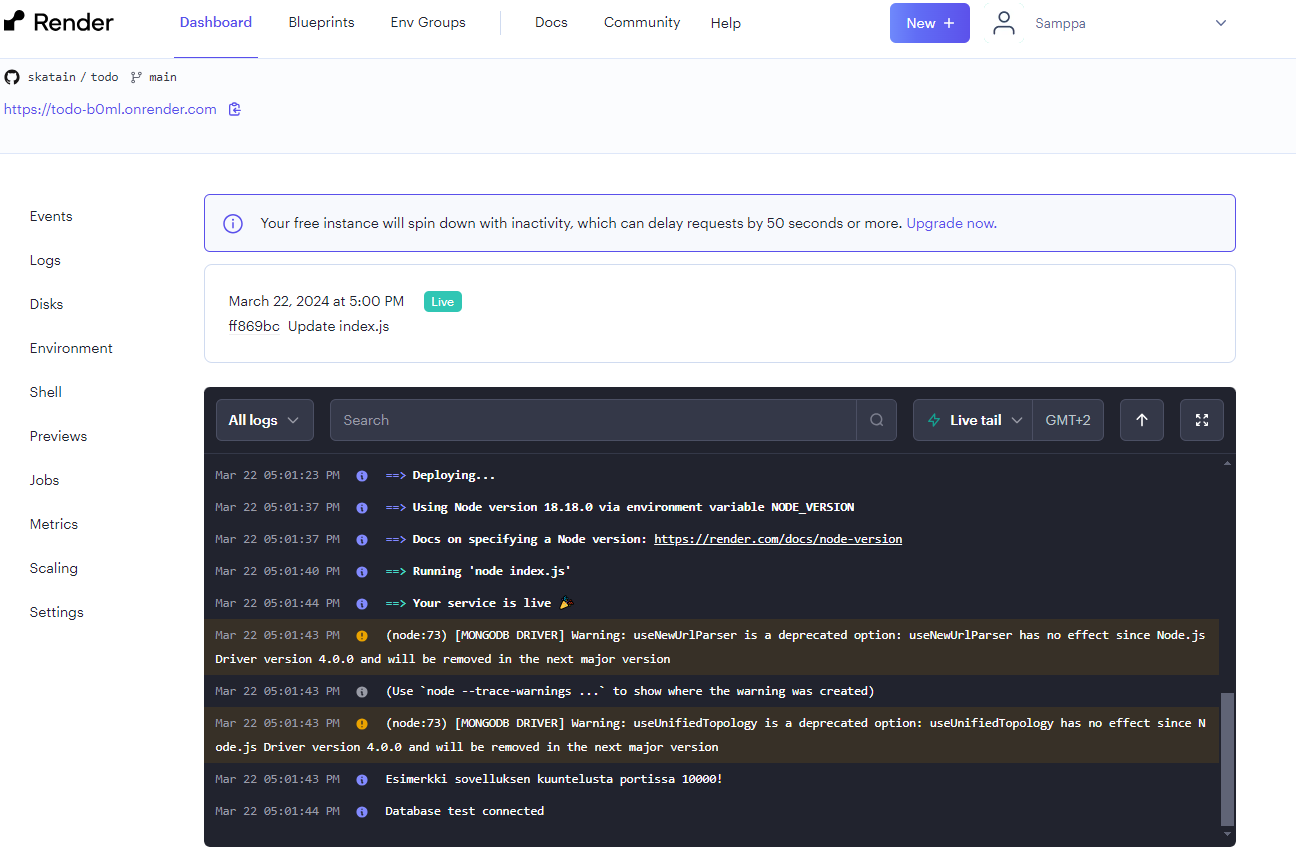 Render Dashboard Blueprints Env Groups Docs Community Help New + Samppa
skatain / todo main
https://todo-b0ml.onrender.com
Events
Logs
Disks
Environment
Shell
Previews
Jobs
Metrics
Scaling
Settings
Your free instance will spin down with inactivity, which can delay requests by 50 seconds or more. Upgrade now.
March 22, 2024 at 5:00 PM Live
ff869bc Update index.js
All logs Search Live tail GMT+2
Mar 22 05:01:23 PM ==> Deploying...
Mar 22 05:01:37 PM ==> Using Node version 18.18.0 via environment variable NODE_VERSION
Mar 22 05:01:37 PM ==> Docs on specifying a Node version: https://render.com/docs/node-version
Mar 22 05:01:40 PM ==> Running 'node index.js'
Mar 22 05:01:44 PM ==> Your service is live 🎉
Mar 22 05:01:43 PM (node:73) [MONGODB DRIVER] Warning: useNewUrlParser is a deprecated option: useNewUrlParser has no effect since Node.js
Driver version 4.0.0 and will be removed in the next major version
Mar 22 05:01:43 PM (Use `node --trace-warnings ...` to show where the warning was created)
Mar 22 05:01:43 PM (node:73) [MONGODB DRIVER] Warning: useUnifiedTopology is a deprecated option: useUnifiedTopology has no effect since N
ode.js Driver version 4.0.0 and will be removed in the next major version
Mar 22 05:01:43 PM Esimerkki sovelluksen kuuntelusta portissa 10000!
Mar 22 05:01:44 PM Database test connected